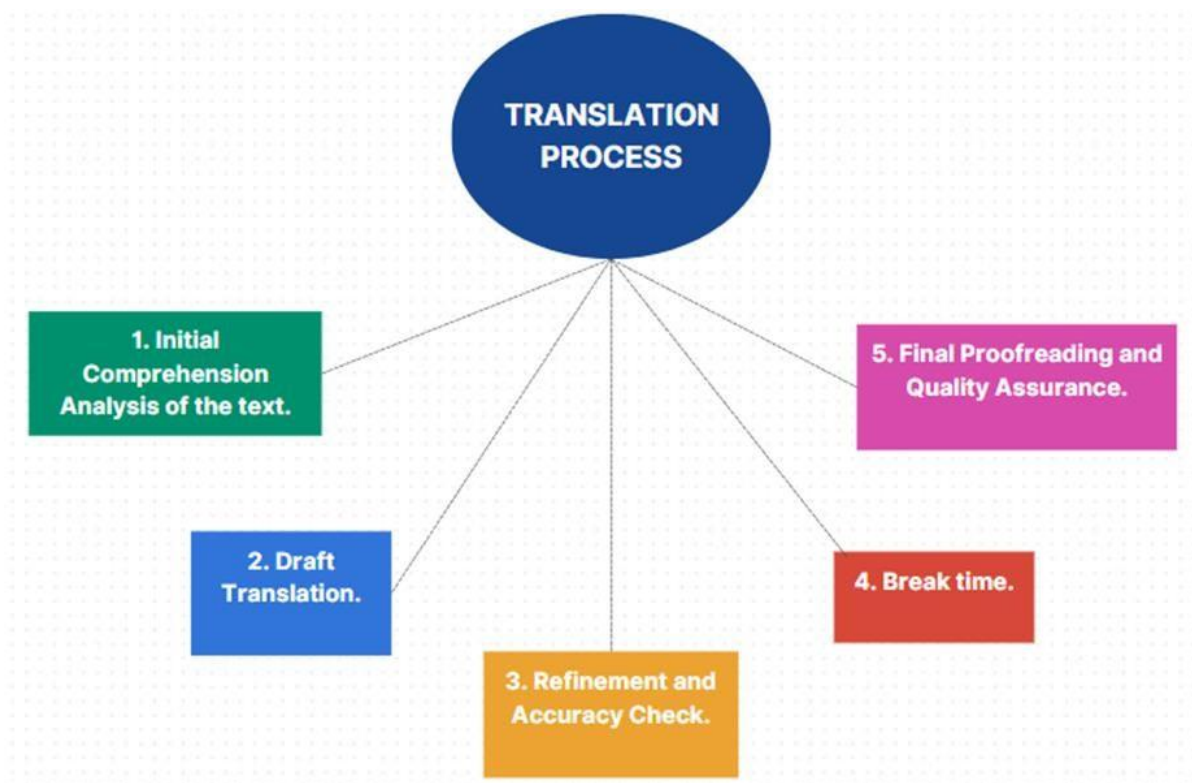 TRANSLATION
PROCESS
1. Initial
Comprehension
Analysis of the text.
2. Draft
Translation.
3. Refinement and
Accuracy Check.
4. Break time.
5. Final Proofreading and
Quality Assurance.